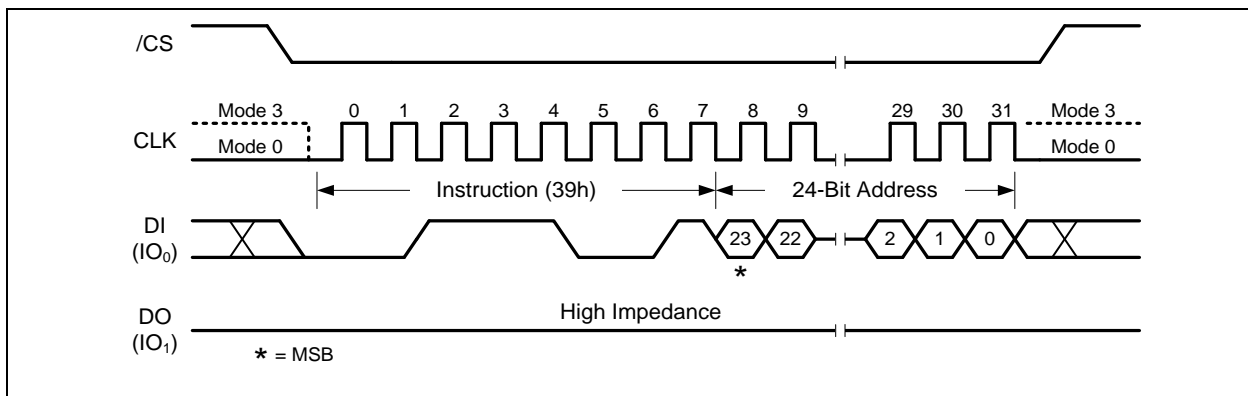 /CS
Mode 3 0 1 2 3 4 5 6 7 8 9 29 30 31 Mode 3
CLK
Mode 0 Mode 0
Instruction (39h) 24-Bit Address
DI
(IO₀)
23 22 2 1 0
*
High Impedance
DO
(IO₁)
* = MSB